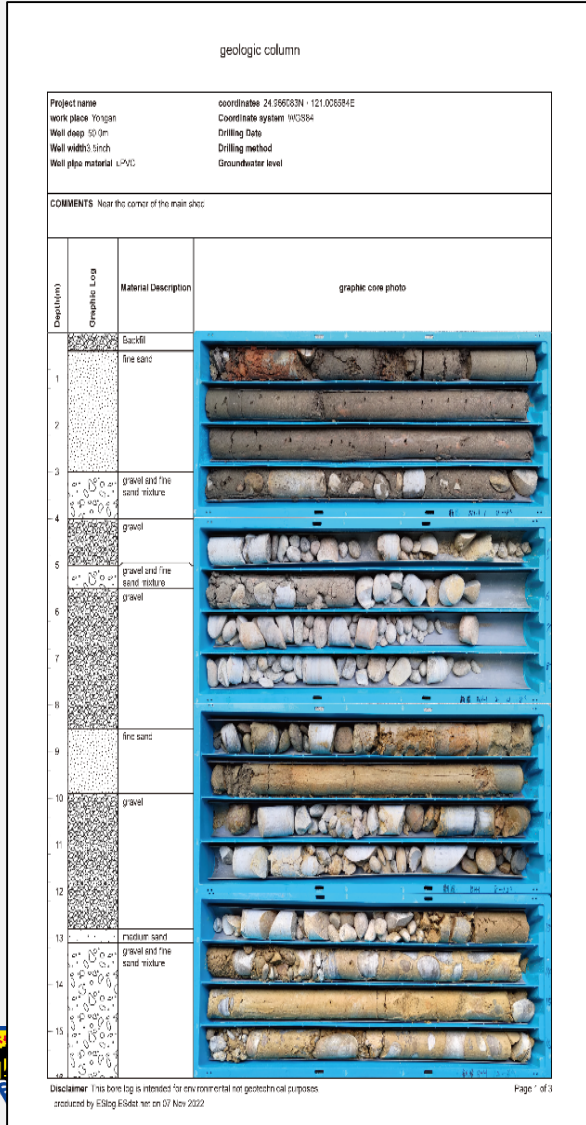 geologic column
Project name
coordinates 24.966083N · 121.008584E
work place Yongan
Coordinate system WGS84
Well deep 50.0m
Drilling Date
Well width3.5inch
Drilling method
Well pipe material uPVC
Groundwater level
COMMENTS Near the corner of the main shed
Depth(m)
Graphic Log
Material Description
graphic core photo
Backfill
fine sand
1
2
3
gravel and fine
sand mixture
4
gravel
5
gravel and fine
sand mixture
gravel
6
7
8
fine sand
9
10
gravel
11
12
13
medium sand
gravel and fine
sand mixture
14
15
16
Disclaimer This bore log is intended for environmental not geotechnical purposes.
Page 1 of 3
produced by ESlog.ESdat.net on 07 Nov 2022